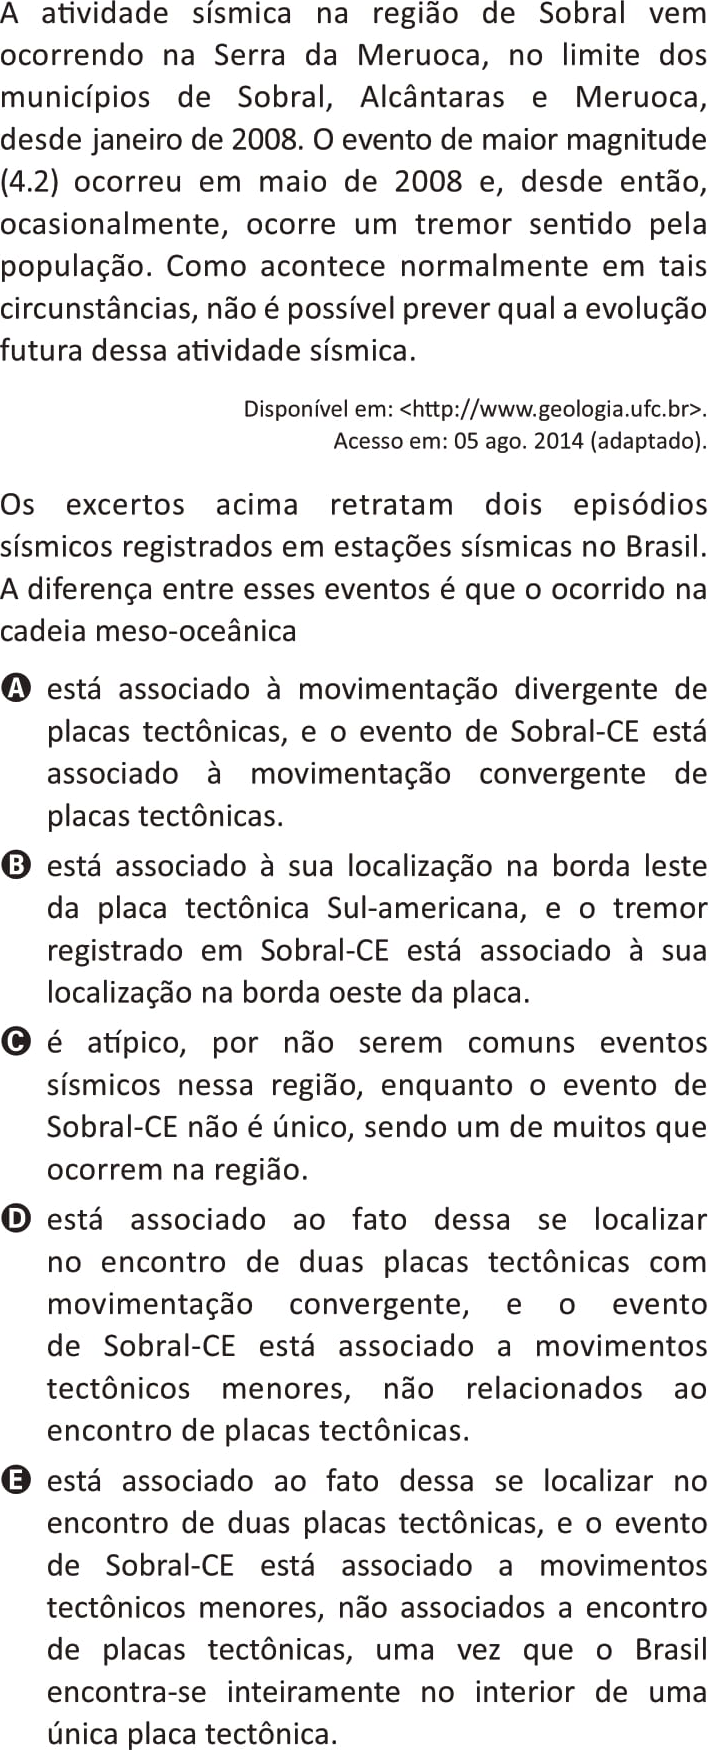 A atividade sísmica na região de Sobral vem
ocorrendo na Serra da Meruoca, no limite dos
municípios de Sobral, Alcântaras e Meruoca,
desde janeiro de 2008. O evento de maior magnitude
(4.2) ocorreu em maio de 2008 e, desde então,
ocasionalmente, ocorre um tremor sentido pela
população. Como acontece normalmente em tais
circunstâncias, não é possível prever qual a evolução
futura dessa atividade sísmica.
Disponível em: <http://www.geologia.ufc.br>.
Acesso em: 05 ago. 2014 (adaptado).
Os excertos acima retratam dois episódios
sísmicos registrados em estações sísmicas no Brasil.
A diferença entre esses eventos é que o ocorrido na
cadeia meso-oceânica
A está associado à movimentação divergente de
placas tectônicas, e o evento de Sobral-CE está
associado à movimentação convergente de
placas tectônicas.
B está associado à sua localização na borda leste
da placa tectônica Sul-americana, e o tremor
registrado em Sobral-CE está associado à sua
localização na borda oeste da placa.
C é atípico, por não serem comuns eventos
sísmicos nessa região, enquanto o evento de
Sobral-CE não é único, sendo um de muitos que
ocorrem na região.
D está associado ao fato dessa se localizar
no encontro de duas placas tectônicas com
movimentação convergente, e o evento
de Sobral-CE está associado a movimentos
tectônicos menores, não relacionados ao
encontro de placas tectônicas.
E está associado ao fato dessa se localizar no
encontro de duas placas tectônicas, e o evento
de Sobral-CE está associado a movimentos
tectônicos menores, não associados a encontro
de placas tectônicas, uma vez que o Brasil
encontra-se inteiramente no interior de uma
única placa tectônica.